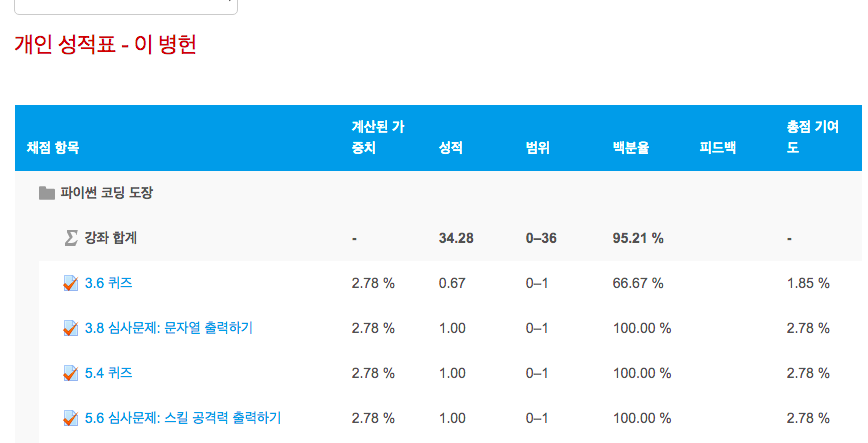 개인 성적표 - 이 병헌
채점 항목 계산된 가중치 성적 범위 백분율 피드백 총점 기여도
파이썬 코딩 도장
강좌 합계 - 34.28 0–36 95.21 % -
3.6 퀴즈 2.78 % 0.67 0–1 66.67 % 1.85 %
3.8 심사문제: 문자열 출력하기 2.78 % 1.00 0–1 100.00 % 2.78 %
5.4 퀴즈 2.78 % 1.00 0–1 100.00 % 2.78 %
5.6 심사문제: 스킬 공격력 출력하기 2.78 % 1.00 0–1 100.00 % 2.78 %